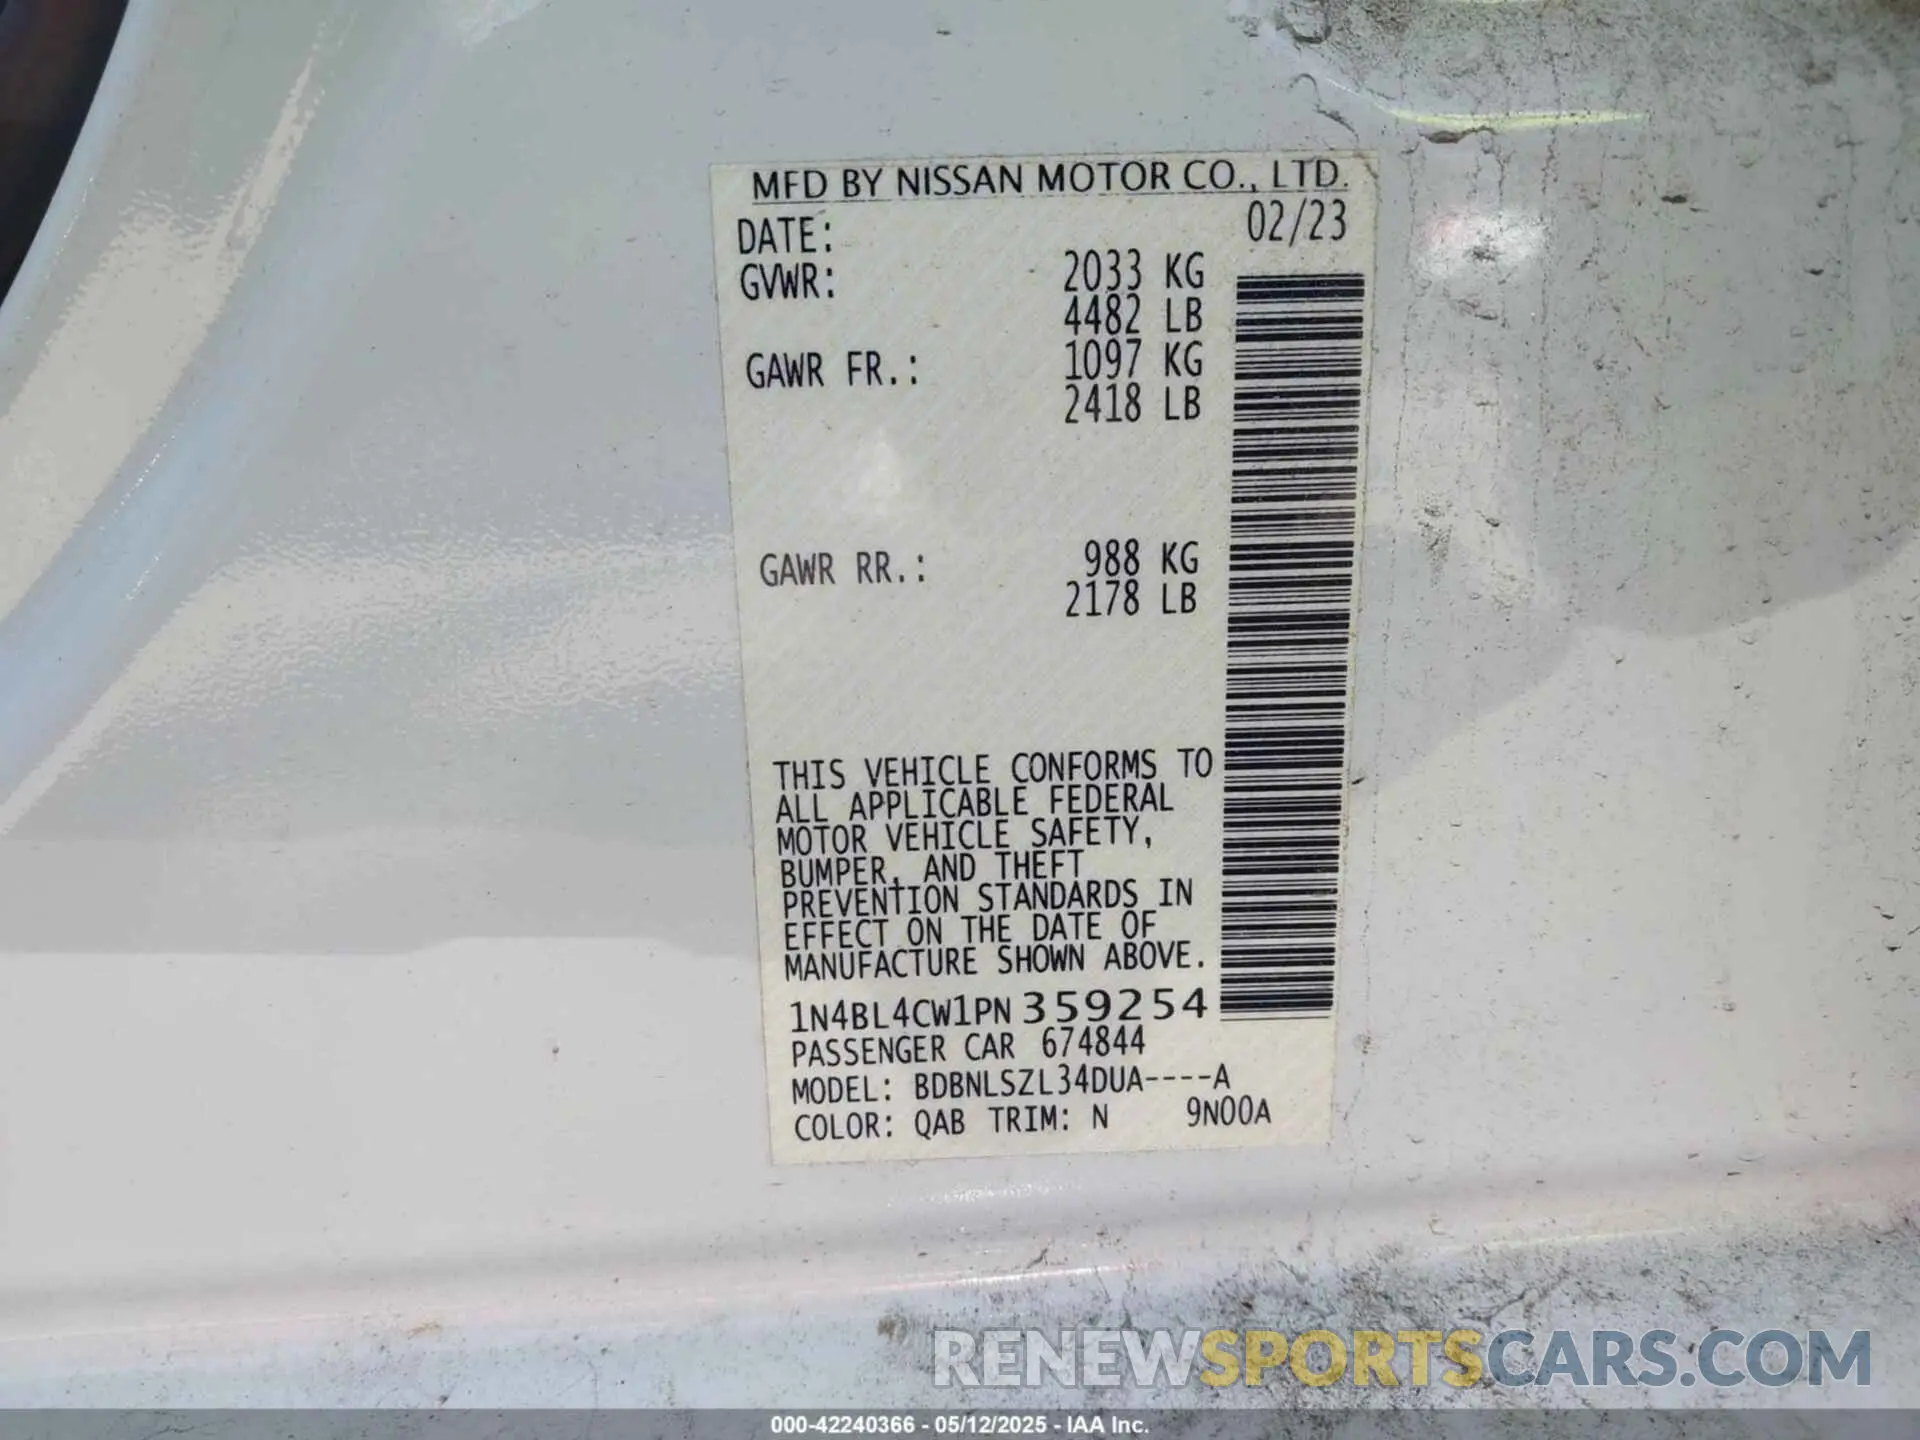 MFD BY NISSAN MOTOR CO., LTD.
DATE: 02/23
GVWR: 2033 KG
4482 LB
GAWR FR.: 1097 KG
2418 LB
GAWR RR.: 988 KG
2178 LB
THIS VEHICLE CONFORMS TO
ALL APPLICABLE FEDERAL
MOTOR VEHICLE SAFETY,
BUMPER, AND THEFT
PREVENTION STANDARDS IN
EFFECT ON THE DATE OF
MANUFACTURE SHOWN ABOVE.
1N4BL4CW1PN359254
PASSENGER CAR 674844
MODEL: BDBNLSZL34DUA----A
COLOR: QAB TRIM: N 9N00A
RENEWSPORTSCARS.COM
000-42240366 - 05/12/2025 - IAA Inc.